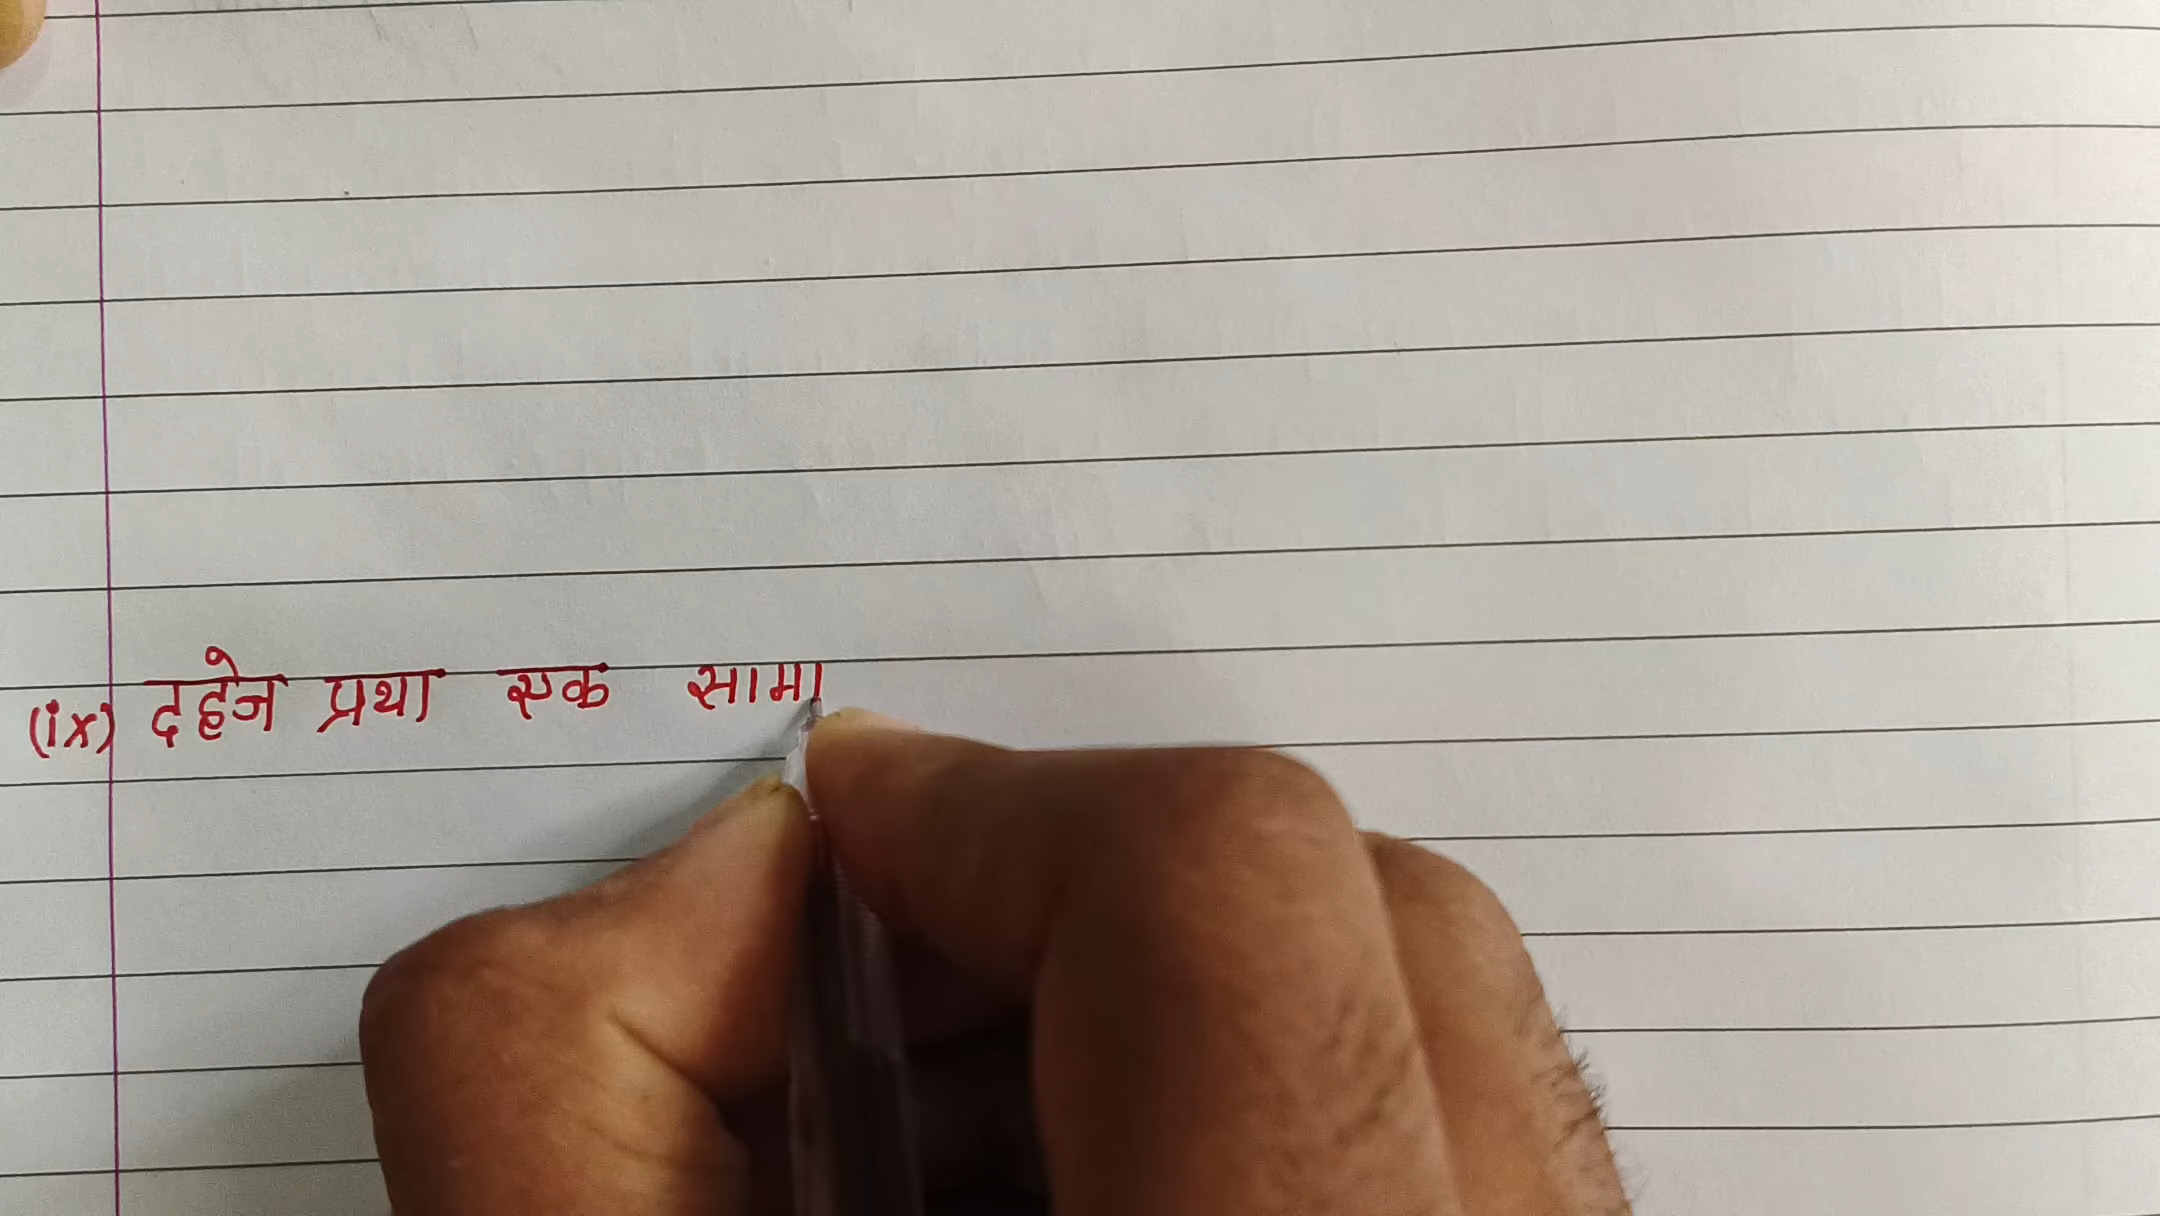 (ix) दहेज प्रथा एक सामा